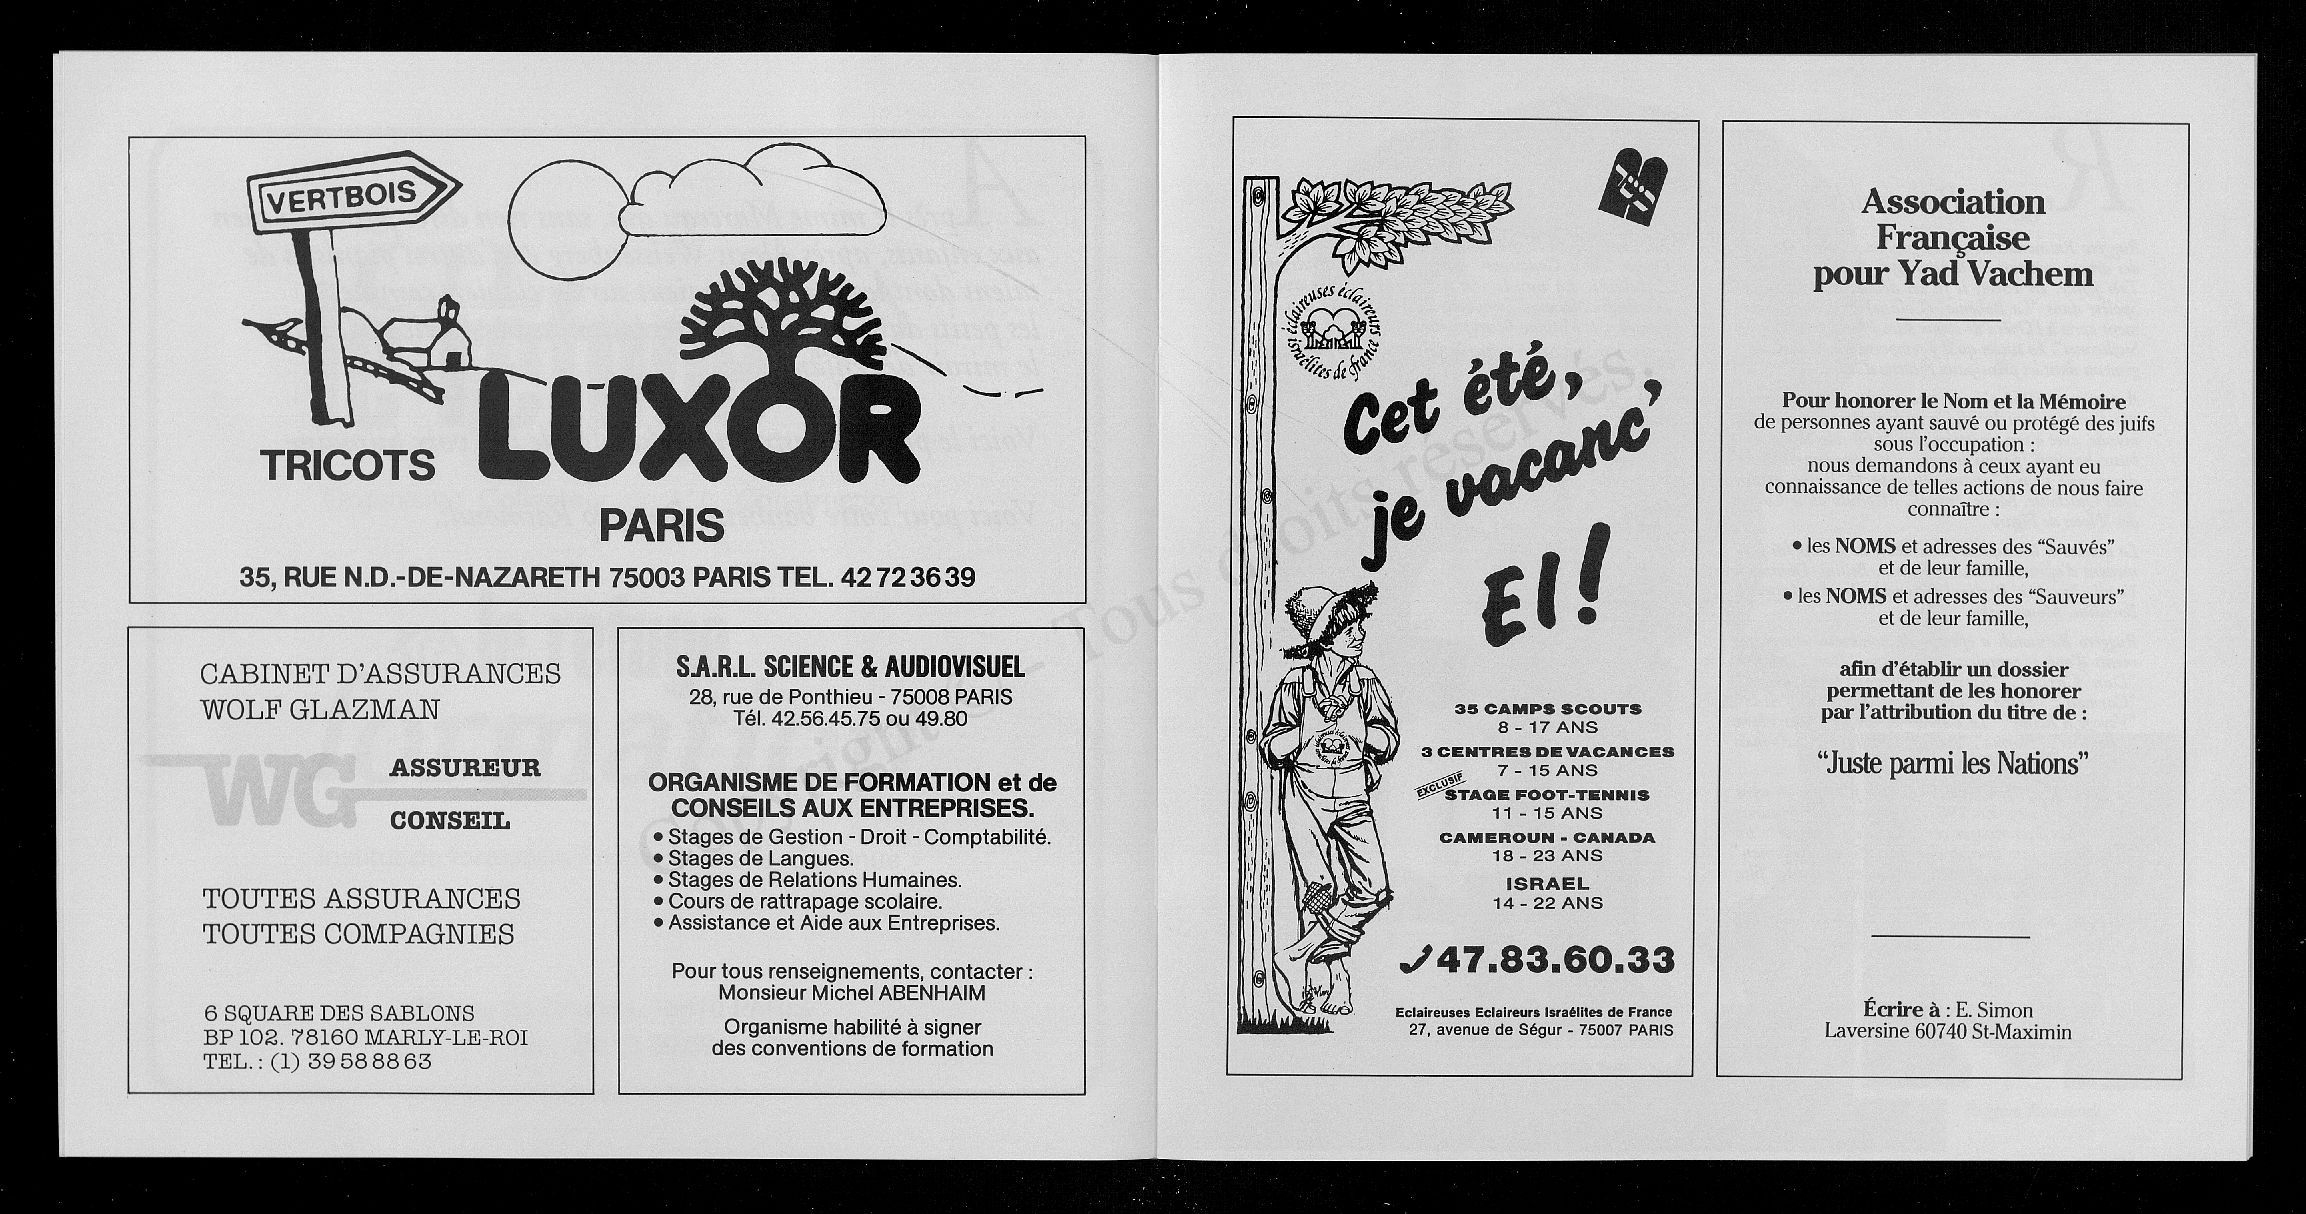 VERTBOIS
TRICOTS LUXOR
PARIS
35, RUE N.D.-DE-NAZARETH 75003 PARIS TEL. 42 72 36 39
CABINET D'ASSURANCES
WOLF GLAZMAN
WG
ASSUREUR
CONSEIL
TOUTES ASSURANCES
TOUTES COMPAGNIES
6 SQUARE DES SABLONS
BP 102. 78160 MARLY-LE-ROI
TEL. : (1) 39 58 88 63
S.A.R.L. SCIENCE & AUDIOVISUEL
28, rue de Ponthieu - 75008 PARIS
Tél. 42.56.45.75 ou 49.80
ORGANISME DE FORMATION et de
CONSEILS AUX ENTREPRISES.
• Stages de Gestion - Droit - Comptabilité.
• Stages de Langues.
• Stages de Relations Humaines.
• Cours de rattrapage scolaire.
• Assistance et Aide aux Entreprises.
Pour tous renseignements, contacter :
Monsieur Michel ABENHAIM
Organisme habilité à signer
des conventions de formation
éclaireuses éclaireurs
israélites de france
Cet été,
je vacanc'
EI!
35 CAMPS SCOUTS
8 - 17 ANS
3 CENTRES DE VACANCES
7 - 15 ANS
EXCLUSIF
STAGE FOOT-TENNIS
11 - 15 ANS
CAMEROUN - CANADA
18 - 23 ANS
ISRAEL
14 - 22 ANS
47.83.60.33
Eclaireuses Eclaireurs Israélites de France
27, avenue de Ségur - 75007 PARIS
Association
Française
pour Yad Vachem
Pour honorer le Nom et la Mémoire
de personnes ayant sauvé ou protégé des juifs
sous l'occupation :
nous demandons à ceux ayant eu
connaissance de telles actions de nous faire
connaître :
• les NOMS et adresses des “Sauvés”
et de leur famille,
• les NOMS et adresses des “Sauveurs”
et de leur famille,
afin d'établir un dossier
permettant de les honorer
par l'attribution du titre de :
“Juste parmi les Nations”
Écrire à : E. Simon
Laversine 60740 St-Maximin
Copyright - Tous droits réservés.